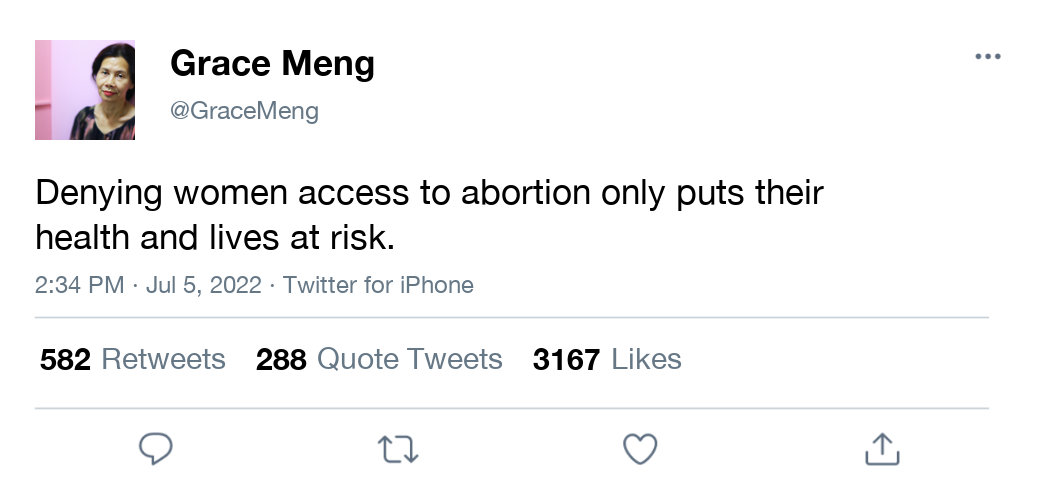 Grace Meng
@GraceMeng
Denying women access to abortion only puts their
health and lives at risk.
2:34 PM · Jul 5, 2022 · Twitter for iPhone
582 Retweets 288 Quote Tweets 3167 Likes